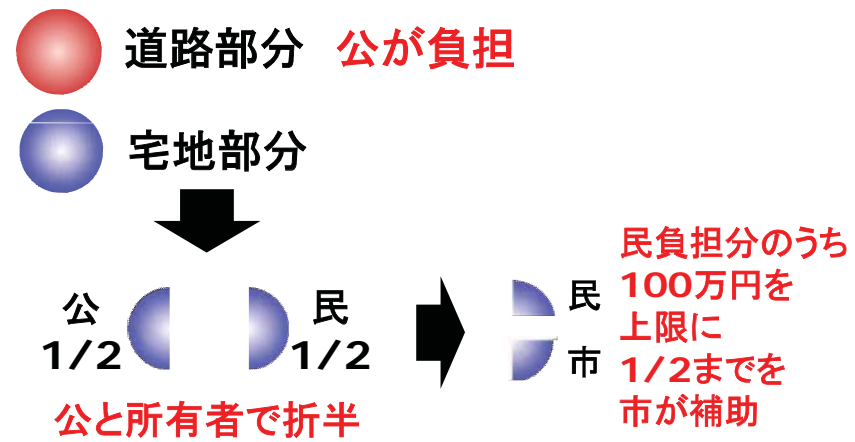 道路部分 公が負担
宅地部分
公
1/2
民
1/2
公と所有者で折半
民
市
民負担分のうち
100万円を
上限に
1/2までを
市が補助